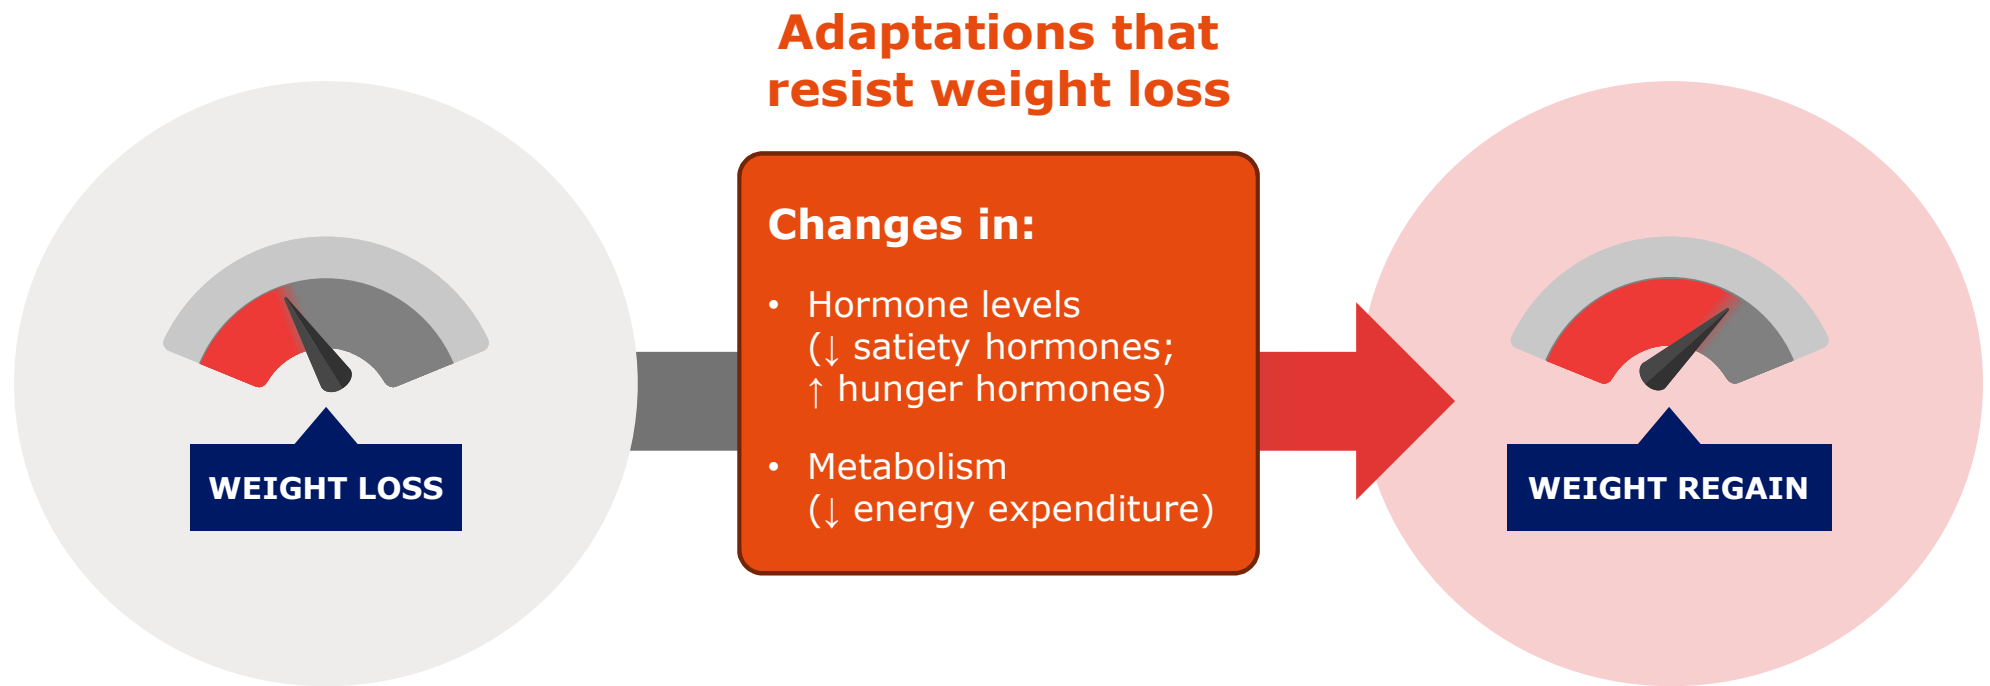 Adaptations that
resist weight loss
Changes in:
• Hormone levels
(↓ satiety hormones;
↑ hunger hormones)
• Metabolism
(↓ energy expenditure)
WEIGHT LOSS
WEIGHT REGAIN